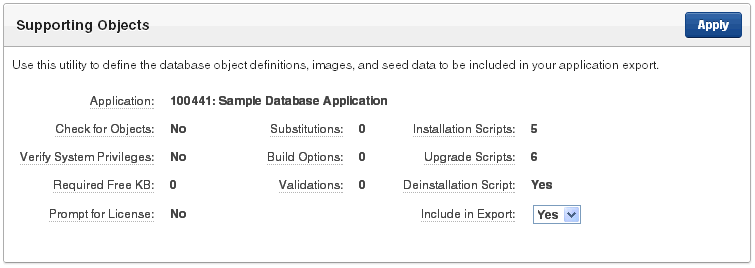 Supporting Objects Apply
Use this utility to define the database object definitions, images, and seed data to be included in your application export.
Application: 100441: Sample Database Application
Check for Objects: No Substitutions: 0 Installation Scripts: 5
Verify System Privileges: No Build Options: 0 Upgrade Scripts: 6
Required Free KB: 0 Validations: 0 Deinstallation Script: Yes
Prompt for License: No Include in Export: Yes